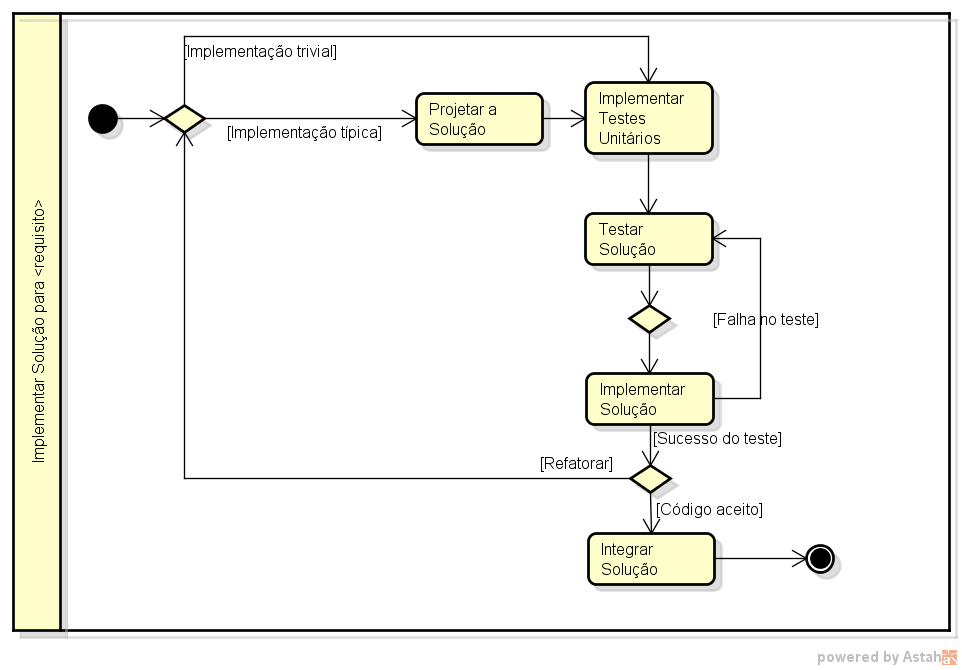 Implementar Solução para <requisito>
[Implementação trivial]
[Implementação típica]
Projetar a
Solução
Implementar
Testes
Unitários
Testar
Solução
[Falha no teste]
Implementar
Solução
[Sucesso do teste]
[Refatorar]
[Código aceito]
Integrar
Solução
powered by Astah